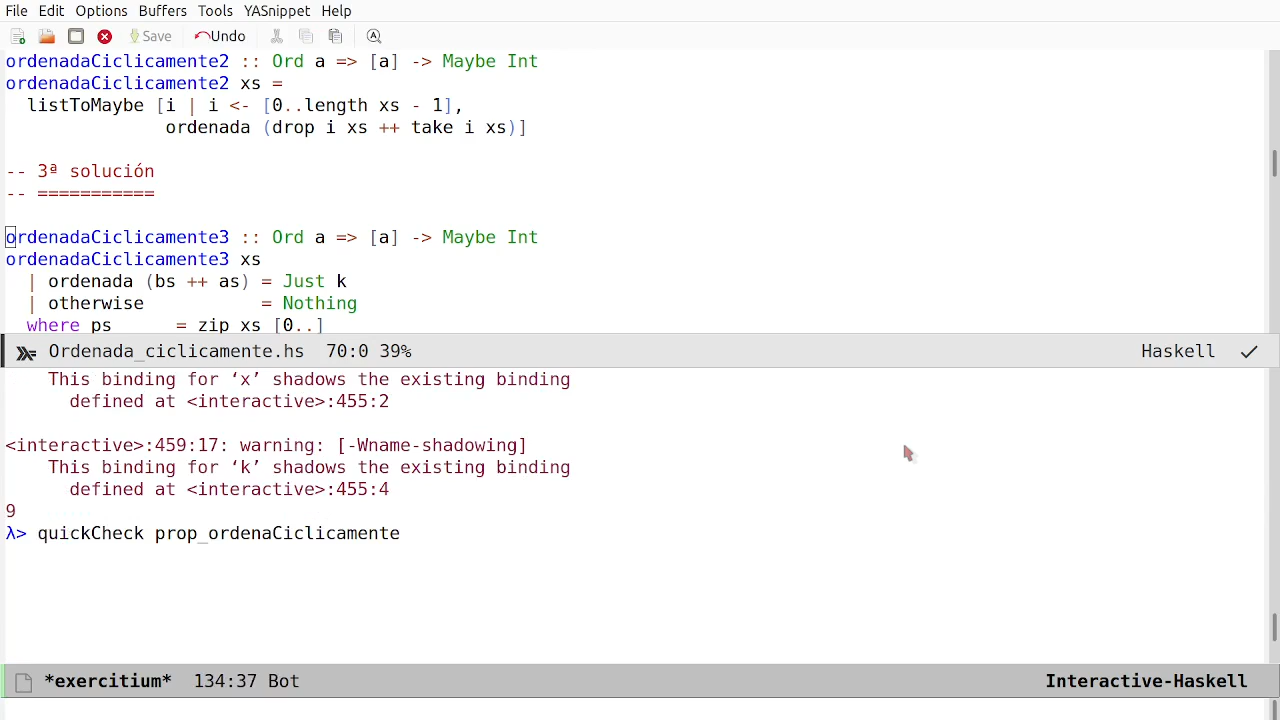 File Edit Options Buffers Tools YASnippet Help
Save Undo
ordenadaCiclicamente2 :: Ord a => [a] -> Maybe Int
ordenadaCiclicamente2 xs =
  listToMaybe [i | i <- [0..length xs - 1],
               ordenada (drop i xs ++ take i xs)]
-- 3ª solución
-- ===========
ordenadaCiclicamente3 :: Ord a => [a] -> Maybe Int
ordenadaCiclicamente3 xs
  | ordenada (bs ++ as) = Just k
  | otherwise           = Nothing
  where ps      = zip xs [0..]
Ordenada_ciclicamente.hs  70:0 39% Haskell
    This binding for ‘x’ shadows the existing binding
      defined at <interactive>:455:2
<interactive>:459:17: warning: [-Wname-shadowing]
    This binding for ‘k’ shadows the existing binding
      defined at <interactive>:455:4
9
λ> quickCheck prop_ordenaCiclicamente
*exercitium*  134:37 Bot Interactive-Haskell